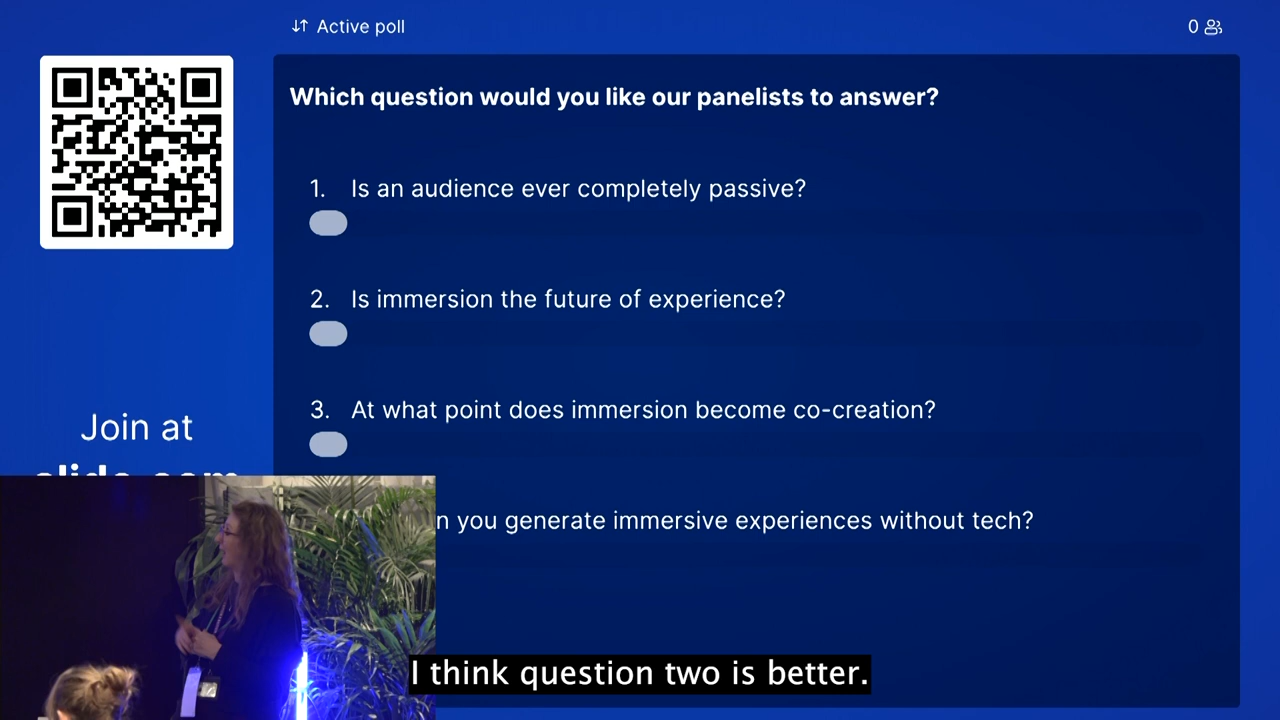 Active poll
0
Which question would you like our panelists to answer?
1. Is an audience ever completely passive?
2. Is immersion the future of experience?
3. At what point does immersion become co-creation?
Join at
n you generate immersive experiences without tech?
I think question two is better.